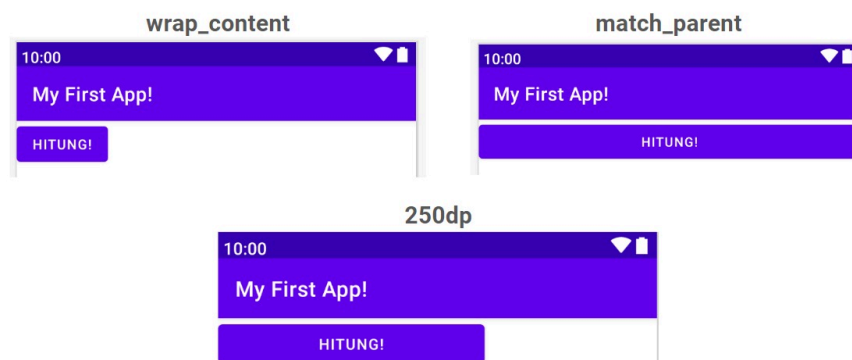 wrap_content
10:00
My First App!
HITUNG!
match_parent
10:00
My First App!
HITUNG!
250dp
10:00
My First App!
HITUNG!